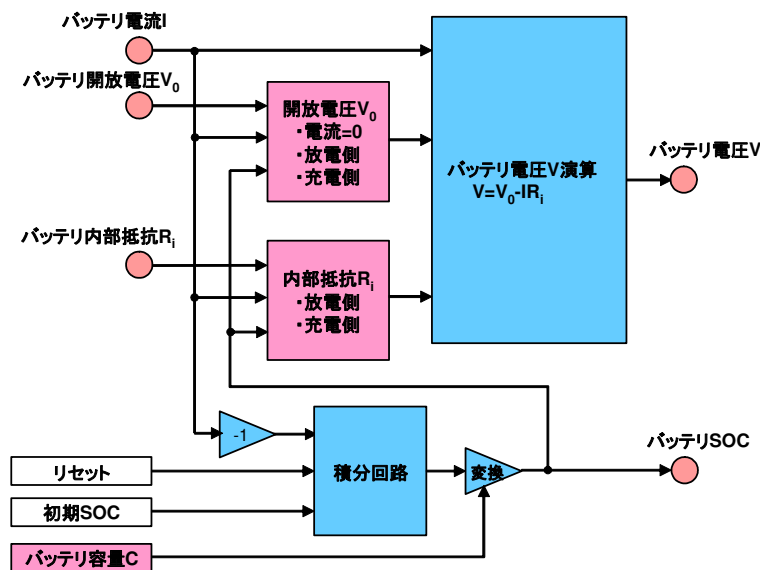 バッテリ電流I
バッテリ開放電圧V0
開放電圧V0
・電流=0
・放電側
・充電側
バッテリ電圧V演算
V=V0-IRi
バッテリ電圧V
バッテリ内部抵抗Ri
内部抵抗Ri
・放電側
・充電側
-1
積分回路
変換
バッテリSOC
リセット
初期SOC
バッテリ容量C